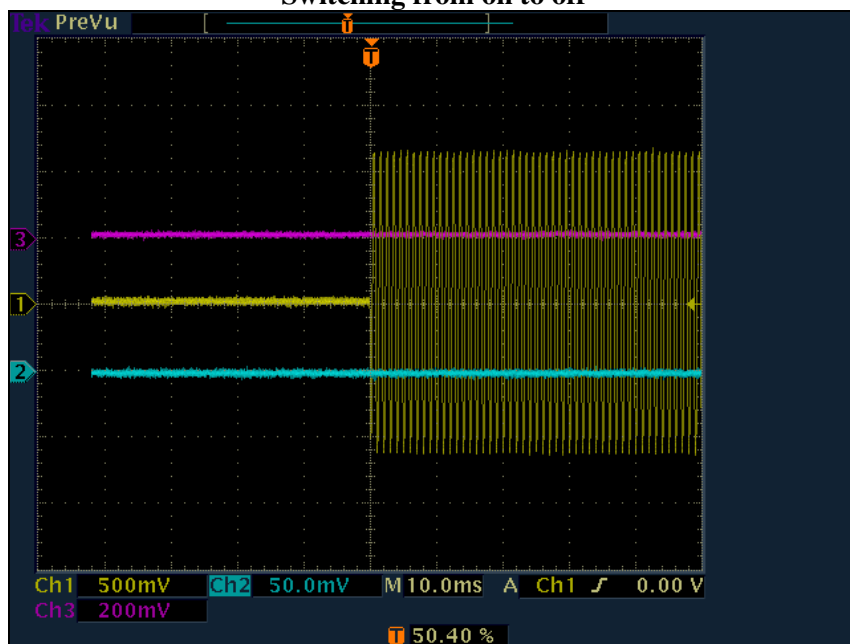 Switching from on to off
Tek PreVu
T
T
3
1
2
Ch1 500mV Ch2 50.0mV M10.0ms A Ch1 0.00 V
Ch3 200mV
T 50.40 %